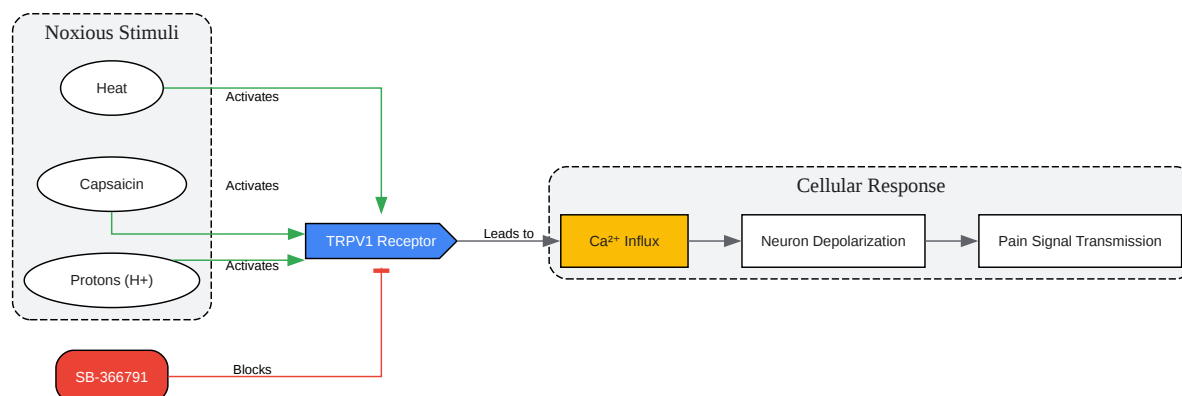 Noxious Stimuli
Heat
Activates
Capsaicin
Activates
Protons (H+)
Activates
TRPV1 Receptor
Leads to
Cellular Response
Ca²⁺ Influx
Neuron Depolarization
Pain Signal Transmission
SB-366791
Blocks